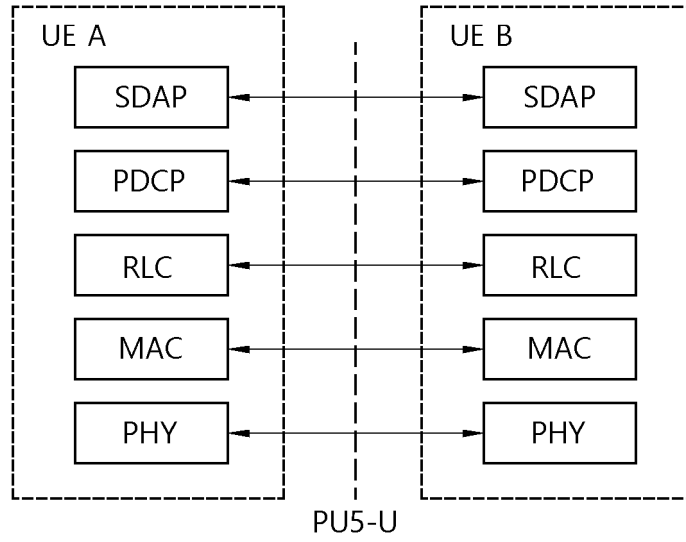 UE A
UE B
SDAP
SDAP
PDCP
PDCP
RLC
RLC
MAC
MAC
PHY
PHY
PU5-U